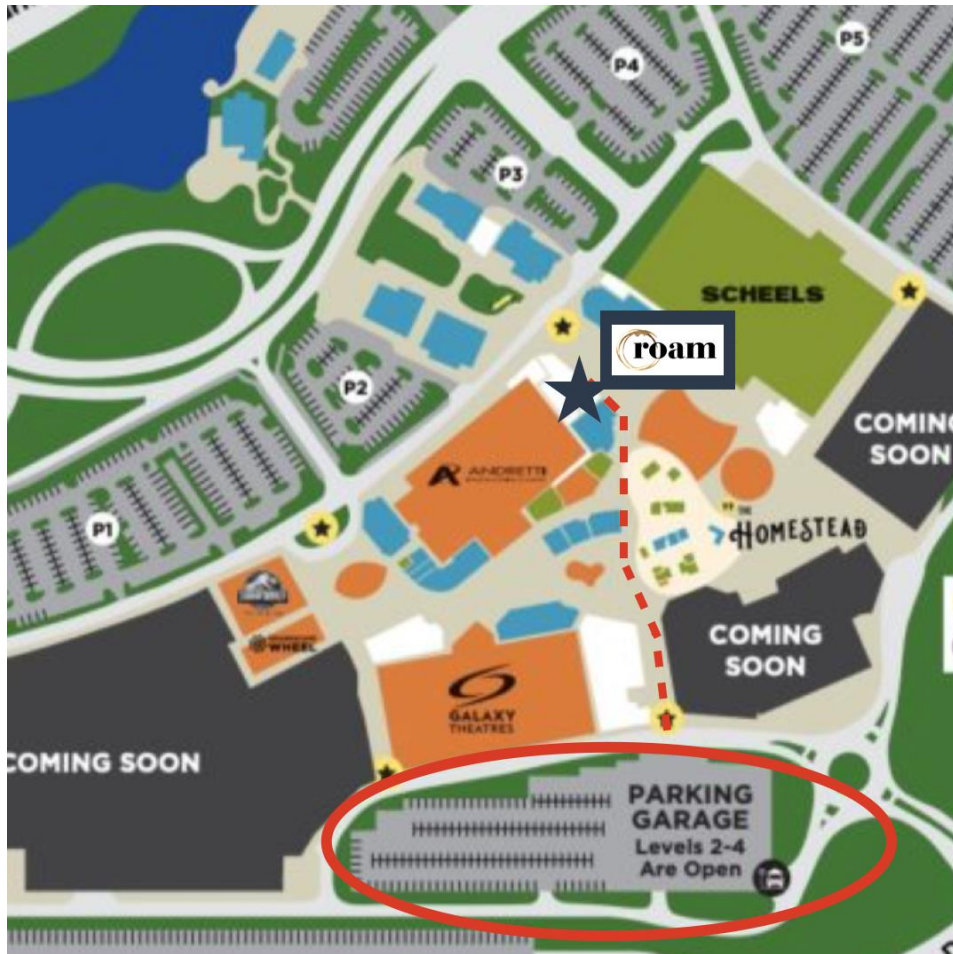 P5
P4
P3
SCHEELS
roam
P2
COMING
SOON
ANDRETTI
P1
THE
HOMESTEAD
WHEEL
COMING
SOON
GALAXY
THEATRES
COMING SOON
PARKING
GARAGE
Levels 2-4
Are Open